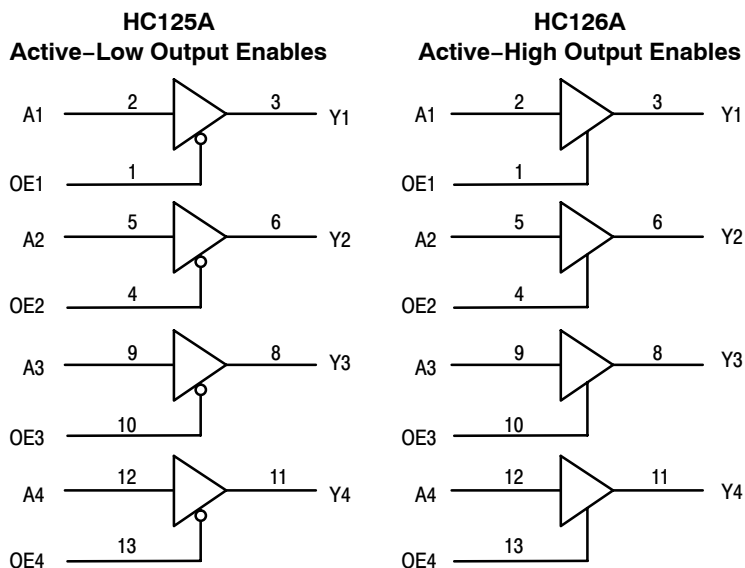 HC125A
Active−Low Output Enables
A1 2 3 Y1
OE1 1
A2 5 6 Y2
OE2 4
A3 9 8 Y3
OE3 10
A4 12 11 Y4
OE4 13
HC126A
Active−High Output Enables
A1 2 3 Y1
OE1 1
A2 5 6 Y2
OE2 4
A3 9 8 Y3
OE3 10
A4 12 11 Y4
OE4 13